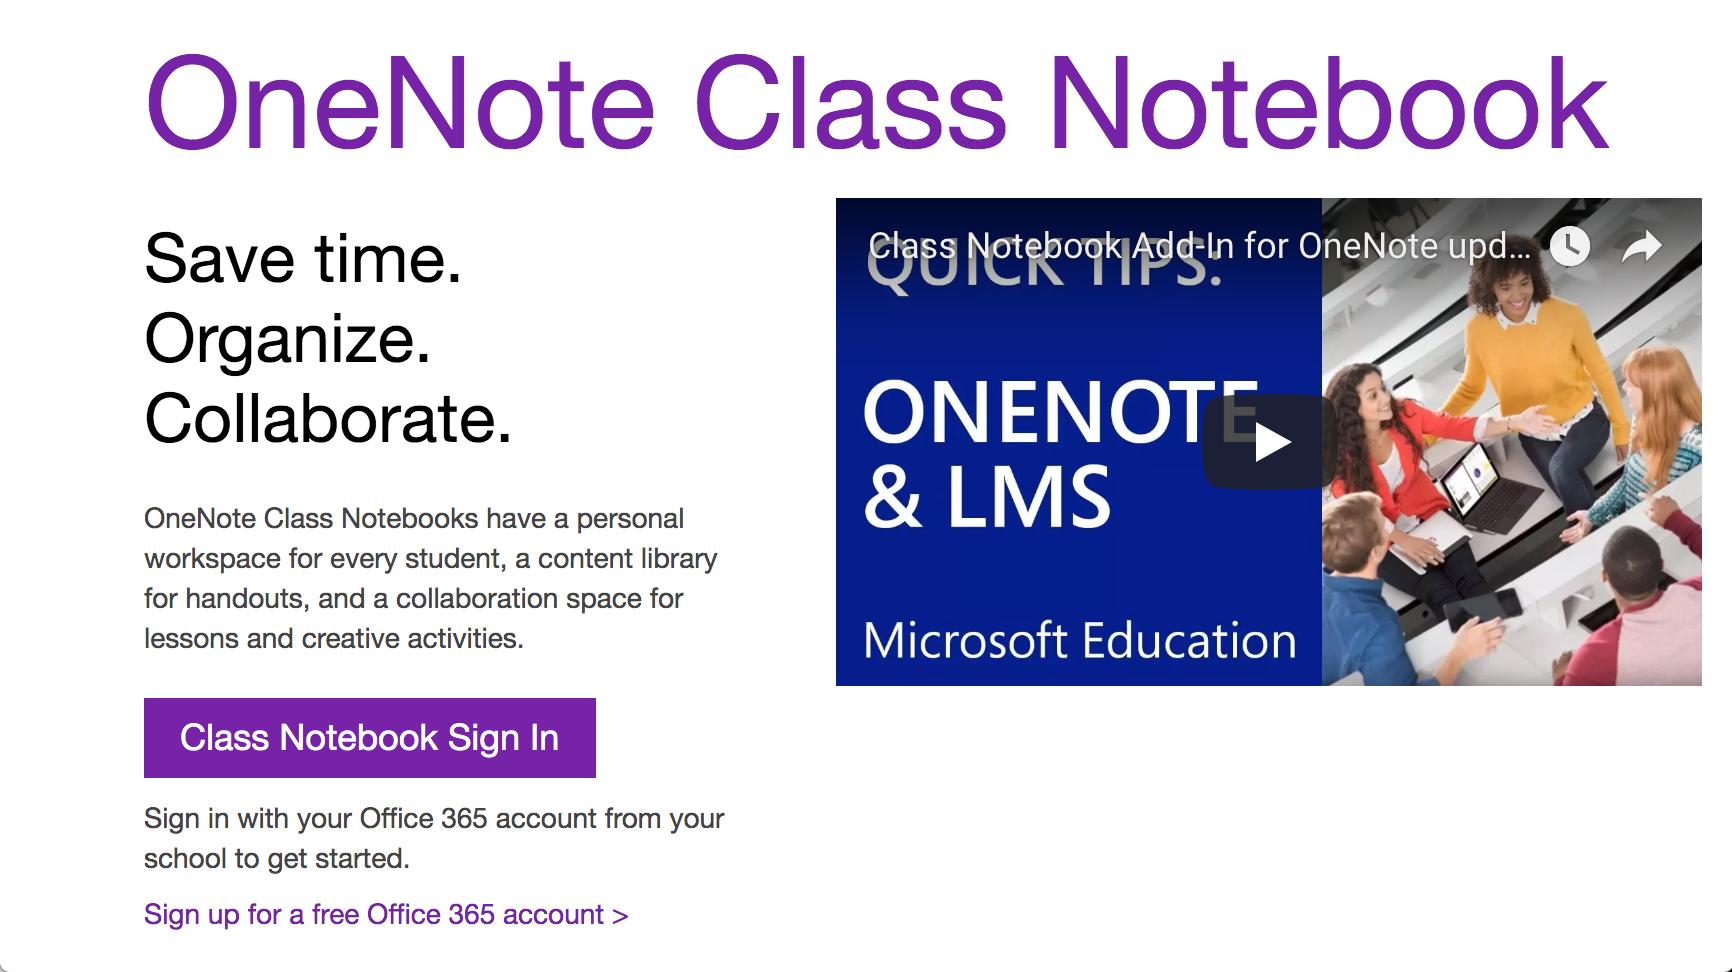 OneNote Class Notebook
Save time.
Organize.
Collaborate.
OneNote Class Notebooks have a personal
workspace for every student, a content library
for handouts, and a collaboration space for
lessons and creative activities.
Class Notebook Sign In
Sign in with your Office 365 account from your
school to get started.
Sign up for a free Office 365 account >
Class Notebook Add-In for OneNote upd...
QUICK TIPS:
ONENOTE
& LMS
Microsoft Education